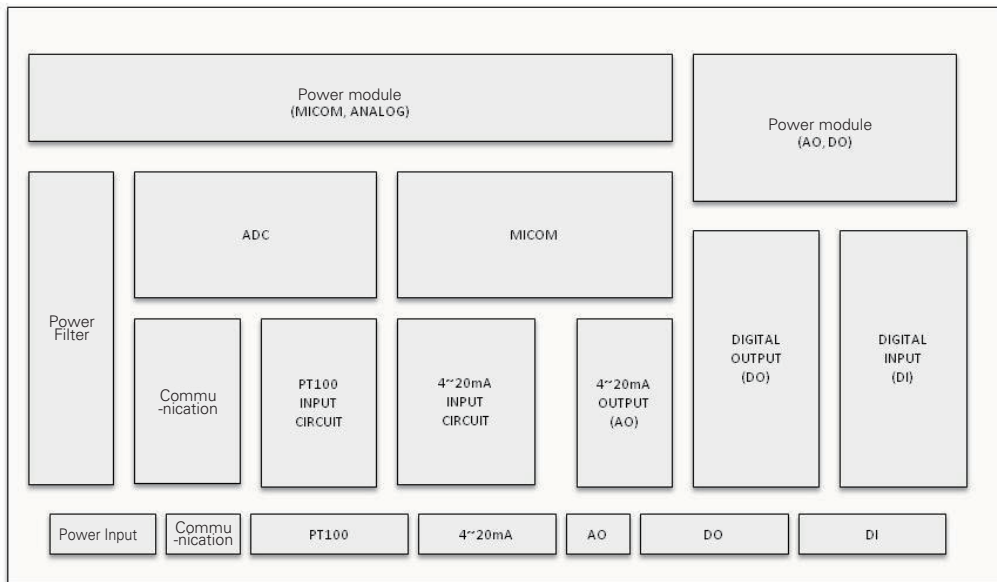 Power module
(MICOM, ANALOG)
Power module
(AO, DO)
ADC
MICOM
Power
Filter
Commu
-nication
PT100
INPUT
CIRCUIT
4~20mA
INPUT
CIRCUIT
4~20mA
OUTPUT
(AO)
DIGITAL
OUTPUT
(DO)
DIGITAL
INPUT
(DI)
Power Input
Commu
-nication
PT100
4~20mA
AO
DO
DI